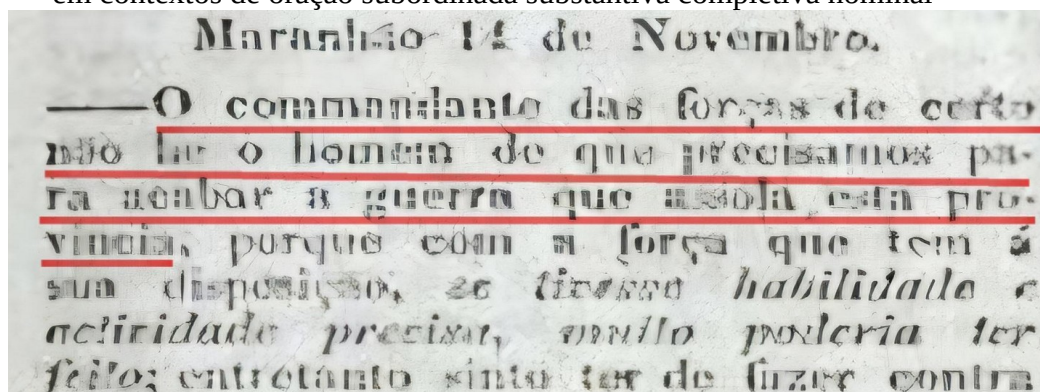 em contextos de oração subordinada substantiva completiva nominal
Maranhão 14 de Novembro.
——O commandante das forças de certo
não he o homem de que precisamos pa-
ra acabar a guerra que assola esta pro-
vincia, porque com a força que tem á
sua disposição, se tivesse habilidade e
actividade precisa, muito poderia ter
feito; entretanto sinto ter de fazer contra